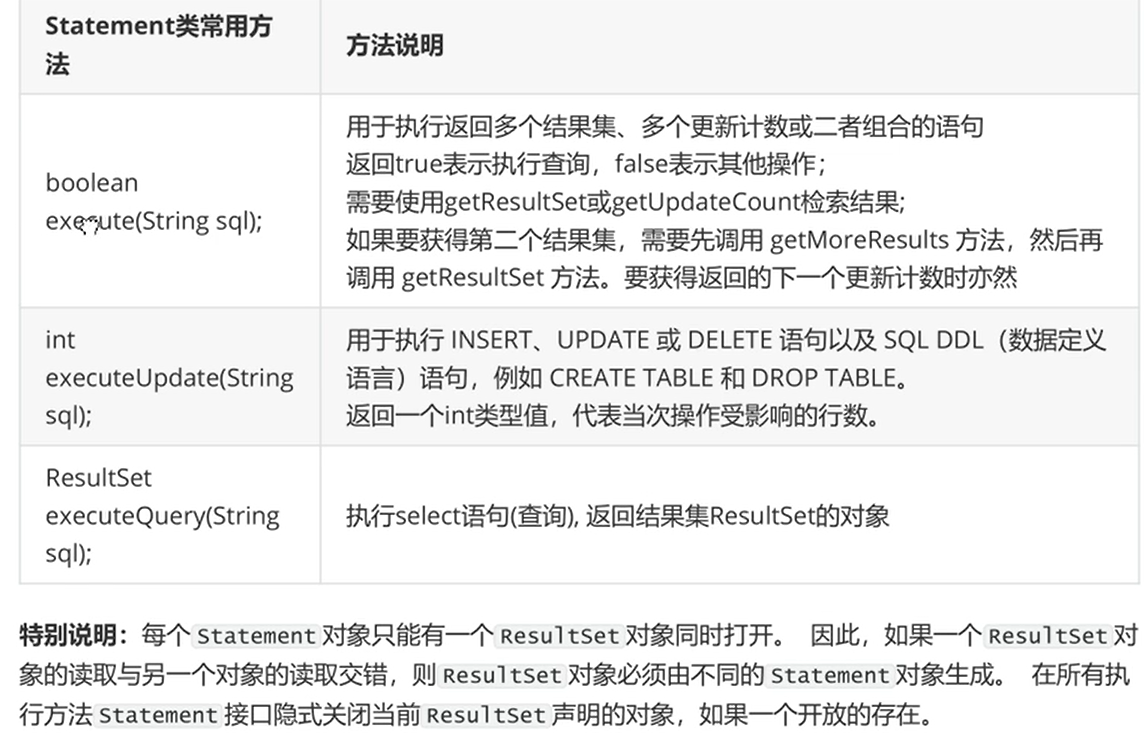 Statement类常用方
法
方法说明
boolean
execute(String sql);
用于执行返回多个结果集、多个更新计数或二者组合的语句
返回true表示执行查询，false表示其他操作；
需要使用getResultSet或getUpdateCount检索结果;
如果要获得第二个结果集，需要先调用 getMoreResults 方法，然后再
调用 getResultSet 方法。要获得返回的下一个更新计数时亦然
int
executeUpdate(String
sql);
用于执行 INSERT、UPDATE 或 DELETE 语句以及 SQL DDL（数据定义
语言）语句，例如 CREATE TABLE 和 DROP TABLE。
返回一个int类型值，代表当次操作受影响的行数。
ResultSet
executeQuery(String
sql);
执行select语句(查询), 返回结果集ResultSet的对象
特别说明：每个 Statement 对象只能有一个 ResultSet 对象同时打开。 因此，如果一个 ResultSet 对
象的读取与另一个对象的读取交错，则 ResultSet 对象必须由不同的 Statement 对象生成。 在所有执
行方法 Statement 接口隐式关闭当前 ResultSet 声明的对象，如果一个开放的存在。